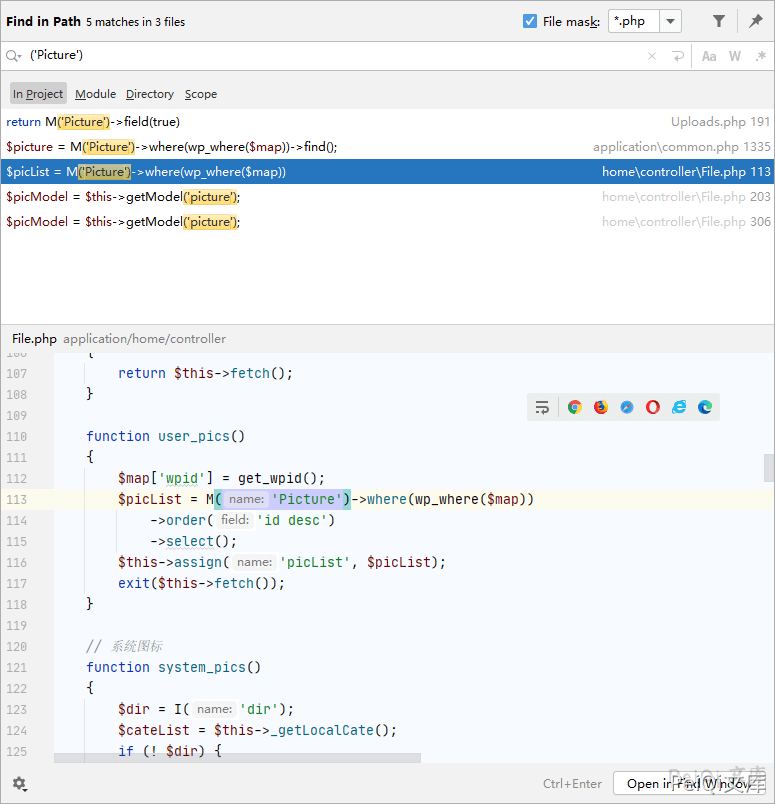 Find in Path 5 matches in 3 files File mask: *.php
('Picture') Aa W .*
In Project Module Directory Scope
return M('Picture')->field(true) Uploads.php 191
$picture = M('Picture')->where(wp_where($map))->find(); application\common.php 1335
$picList = M('Picture')->where(wp_where($map)) home\controller\File.php 113
$picModel = $this->getModel('picture'); home\controller\File.php 203
$picModel = $this->getModel('picture'); home\controller\File.php 306
File.php application/home/controller
106 {
107 return $this->fetch();
108 }
109
110 function user_pics()
111 {
112 $map['wpid'] = get_wpid();
113 $picList = M( name: 'Picture')->where(wp_where($map))
114 ->order( field: 'id desc')
115 ->select();
116 $this->assign( name: 'picList', $picList);
117 exit($this->fetch());
118 }
119
120 // 系统图标
121 function system_pics()
122 {
123 $dir = I( name: 'dir');
124 $cateList = $this->_getLocalCate();
125 if (! $dir) {
Ctrl+Enter Open in Find Window
PeiQi 文库